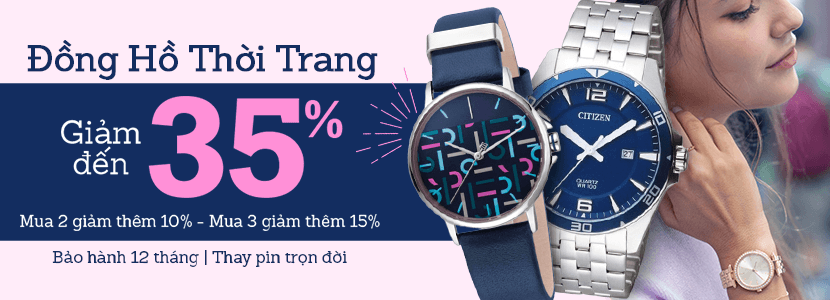 Đồng Hồ Thời Trang
Giảm
đến
35%
Mua 2 giảm thêm 10% - Mua 3 giảm thêm 15%
Bảo hành 12 tháng | Thay pin trọn đời
CITIZEN
QUARTZ
WR 100